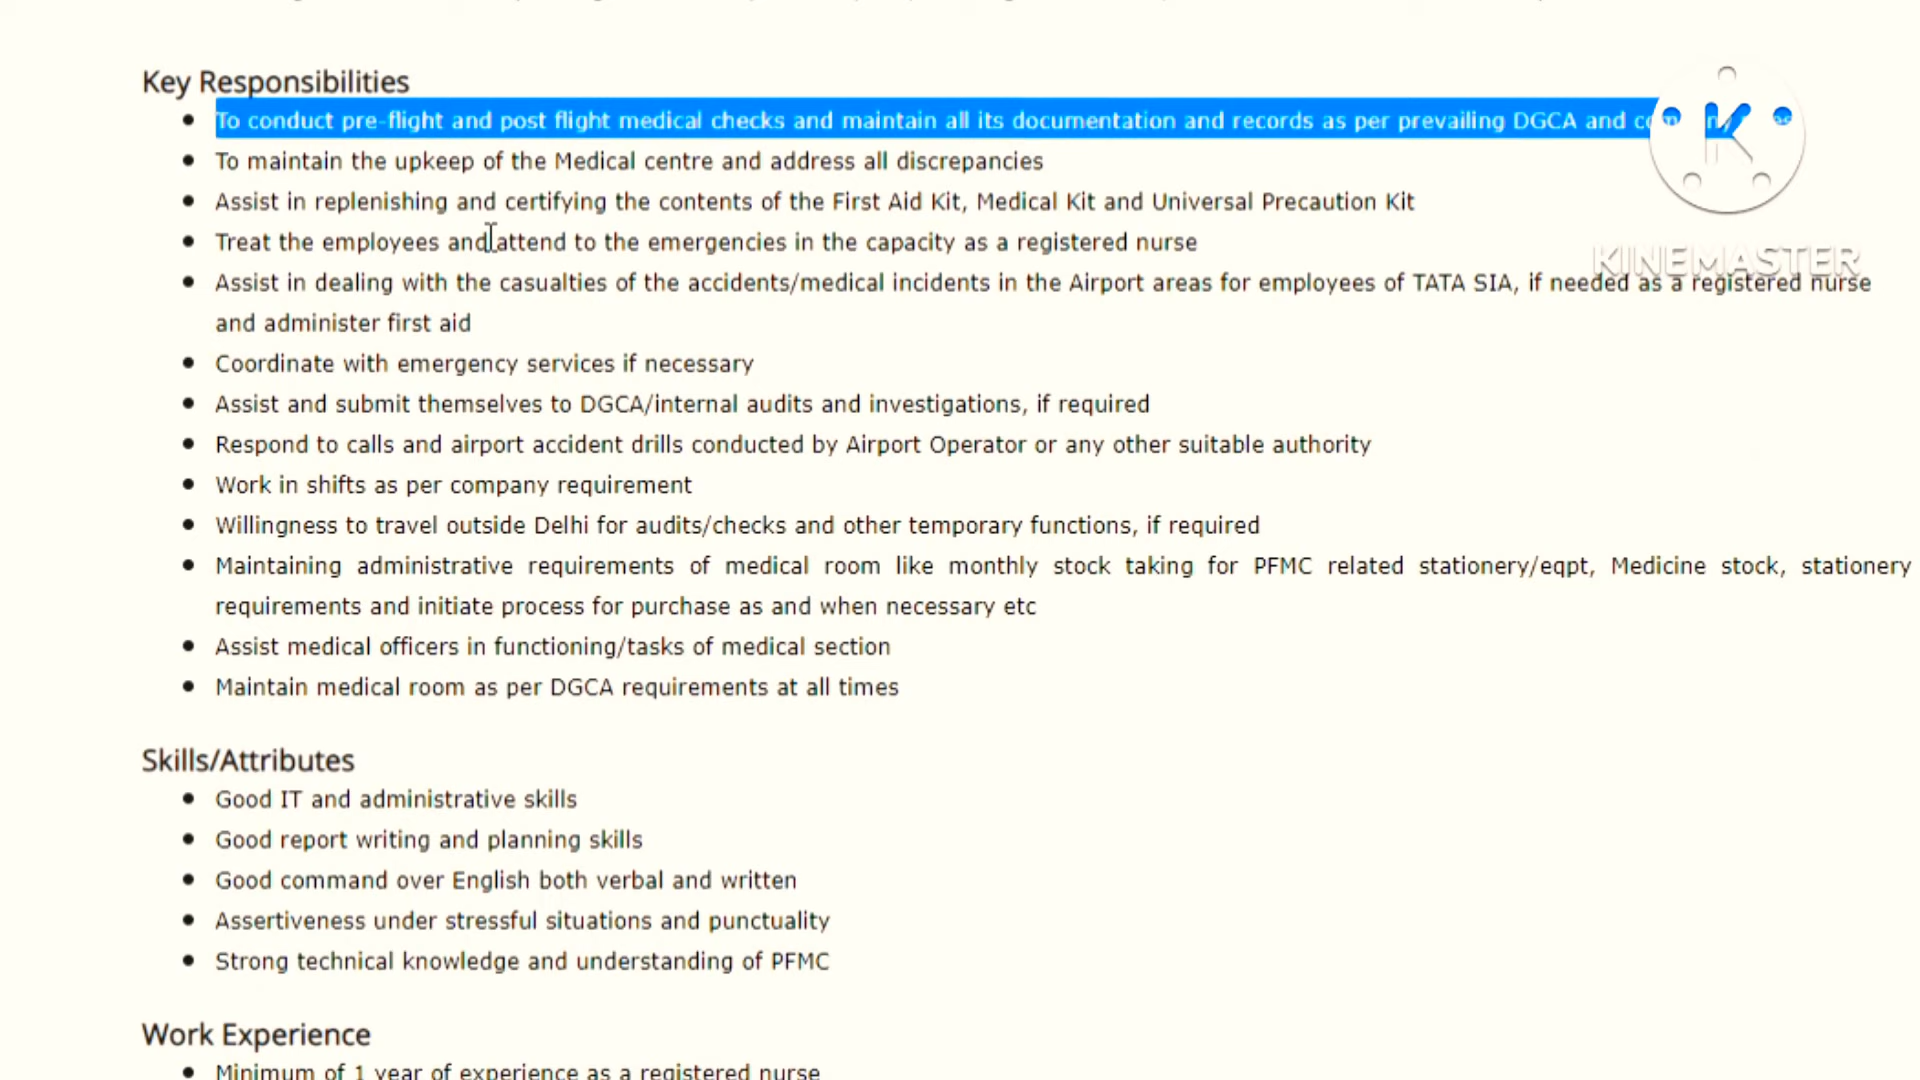 Key Responsibilities
To conduct pre-flight and post flight medical checks and maintain all its documentation and records as per prevailing DGCA and
To maintain the upkeep of the Medical centre and address all discrepancies
Assist in replenishing and certifying the contents of the First Aid Kit, Medical Kit and Universal Precaution Kit
Treat the employees and attend to the emergencies in the capacity as a registered nurse
KINEMASTER
Assist in dealing with the casualties of the accidents/medical incidents in the Airport areas for employees of TATA SIA, if needed as a registered nurse
and administer first aid
Coordinate with emergency services if necessary
Assist and submit themselves to DGCA/internal audits and investigations, if required
Respond to calls and airport accident drills conducted by Airport Operator or any other suitable authority
Work in shifts as per company requirement
Willingness to travel outside Delhi for audits/checks and other temporary functions, if required
Maintaining administrative requirements of medical room like monthly stock taking for PFMC related stationery/eqpt, Medicine stock, stationery
requirements and initiate process for purchase as and when necessary etc
Assist medical officers in functioning/tasks of medical section
Maintain medical room as per DGCA requirements at all times
Skills/Attributes
Good IT and administrative skills
Good report writing and planning skills
Good command over English both verbal and written
Assertiveness under stressful situations and punctuality
Strong technical knowledge and understanding of PFMC
Work Experience
Minimum of 1 year of experience as a registered nurse